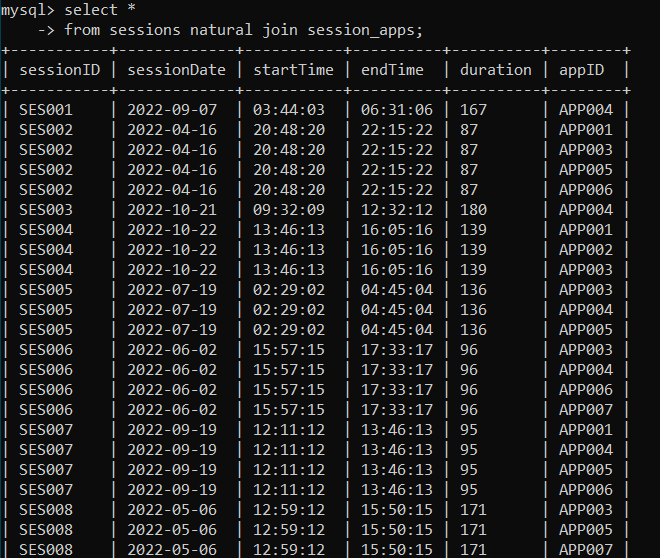 mysql> select *
    -> from sessions natural join session_apps;
+-----------+-------------+-----------+----------+----------+--------+
| sessionID | sessionDate | startTime | endTime  | duration | appID  |
+-----------+-------------+-----------+----------+----------+--------+
| SES001    | 2022-09-07  | 03:44:03  | 06:31:06 | 167      | APP004 |
| SES002    | 2022-04-16  | 20:48:20  | 22:15:22 | 87       | APP001 |
| SES002    | 2022-04-16  | 20:48:20  | 22:15:22 | 87       | APP003 |
| SES002    | 2022-04-16  | 20:48:20  | 22:15:22 | 87       | APP005 |
| SES002    | 2022-04-16  | 20:48:20  | 22:15:22 | 87       | APP006 |
| SES003    | 2022-10-21  | 09:32:09  | 12:32:12 | 180      | APP004 |
| SES004    | 2022-10-22  | 13:46:13  | 16:05:16 | 139      | APP001 |
| SES004    | 2022-10-22  | 13:46:13  | 16:05:16 | 139      | APP002 |
| SES004    | 2022-10-22  | 13:46:13  | 16:05:16 | 139      | APP003 |
| SES005    | 2022-07-19  | 02:29:02  | 04:45:04 | 136      | APP003 |
| SES005    | 2022-07-19  | 02:29:02  | 04:45:04 | 136      | APP004 |
| SES005    | 2022-07-19  | 02:29:02  | 04:45:04 | 136      | APP005 |
| SES006    | 2022-06-02  | 15:57:15  | 17:33:17 | 96       | APP003 |
| SES006    | 2022-06-02  | 15:57:15  | 17:33:17 | 96       | APP004 |
| SES006    | 2022-06-02  | 15:57:15  | 17:33:17 | 96       | APP006 |
| SES006    | 2022-06-02  | 15:57:15  | 17:33:17 | 96       | APP007 |
| SES007    | 2022-09-19  | 12:11:12  | 13:46:13 | 95       | APP001 |
| SES007    | 2022-09-19  | 12:11:12  | 13:46:13 | 95       | APP004 |
| SES007    | 2022-09-19  | 12:11:12  | 13:46:13 | 95       | APP005 |
| SES007    | 2022-09-19  | 12:11:12  | 13:46:13 | 95       | APP006 |
| SES008    | 2022-05-06  | 12:59:12  | 15:50:15 | 171      | APP003 |
| SES008    | 2022-05-06  | 12:59:12  | 15:50:15 | 171      | APP005 |
| SES008    | 2022-05-06  | 12:59:12  | 15:50:15 | 171      | APP007 |